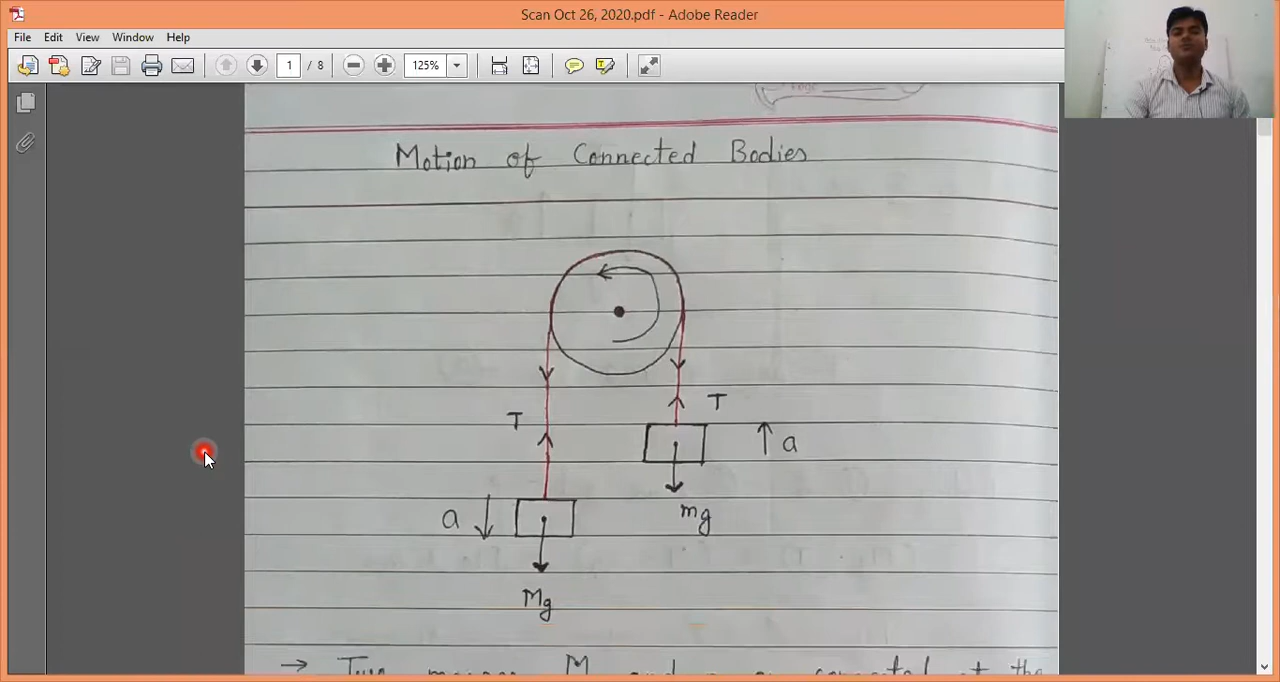 Scan Oct 26, 2020.pdf - Adobe Reader
File Edit View Window Help
1 / 8 125%
Motion of Connected Bodies
T
T
a
a
mg
Mg
→ Two masses M and m are connected at the